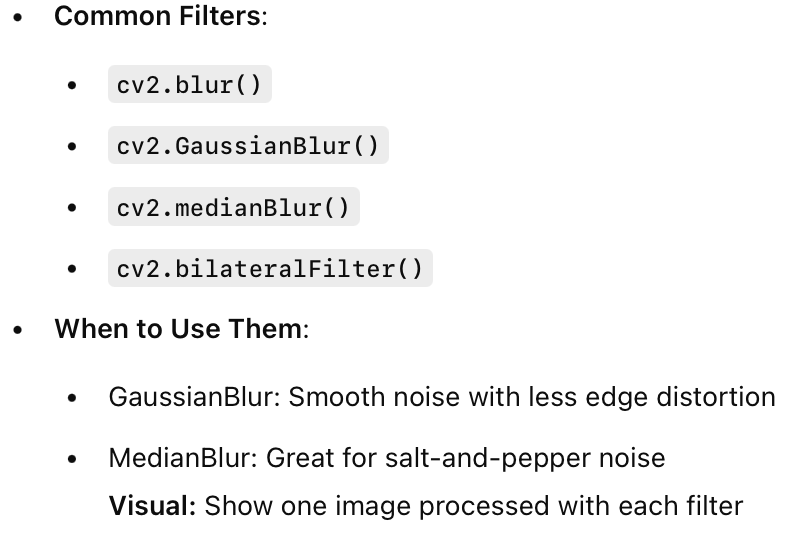 Common Filters:
cv2.blur()
cv2.GaussianBlur()
cv2.medianBlur()
cv2.bilateralFilter()
When to Use Them:
GaussianBlur: Smooth noise with less edge distortion
MedianBlur: Great for salt-and-pepper noise
Visual: Show one image processed with each filter